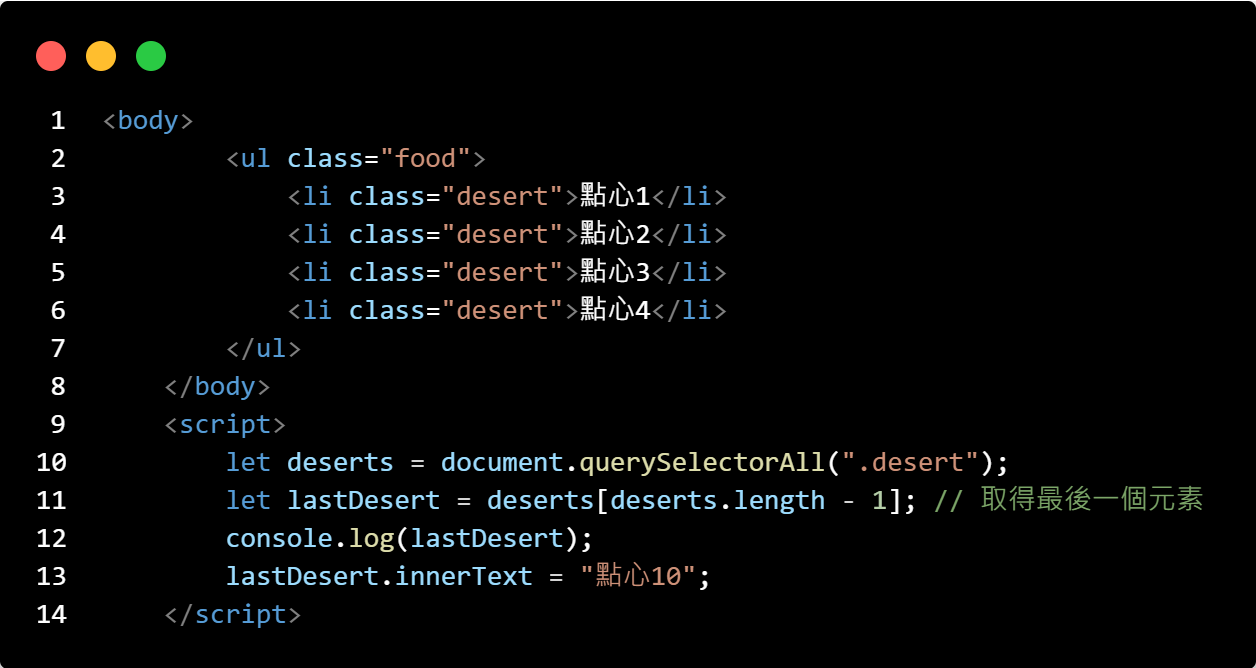 1 <body>
2 <ul class="food">
3 <li class="desert">點心1</li>
4 <li class="desert">點心2</li>
5 <li class="desert">點心3</li>
6 <li class="desert">點心4</li>
7 </ul>
8 </body>
9 <script>
10 let deserts = document.querySelectorAll(".desert");
11 let lastDesert = deserts[deserts.length - 1]; // 取得最後一個元素
12 console.log(lastDesert);
13 lastDesert.innerText = "點心10";
14 </script>